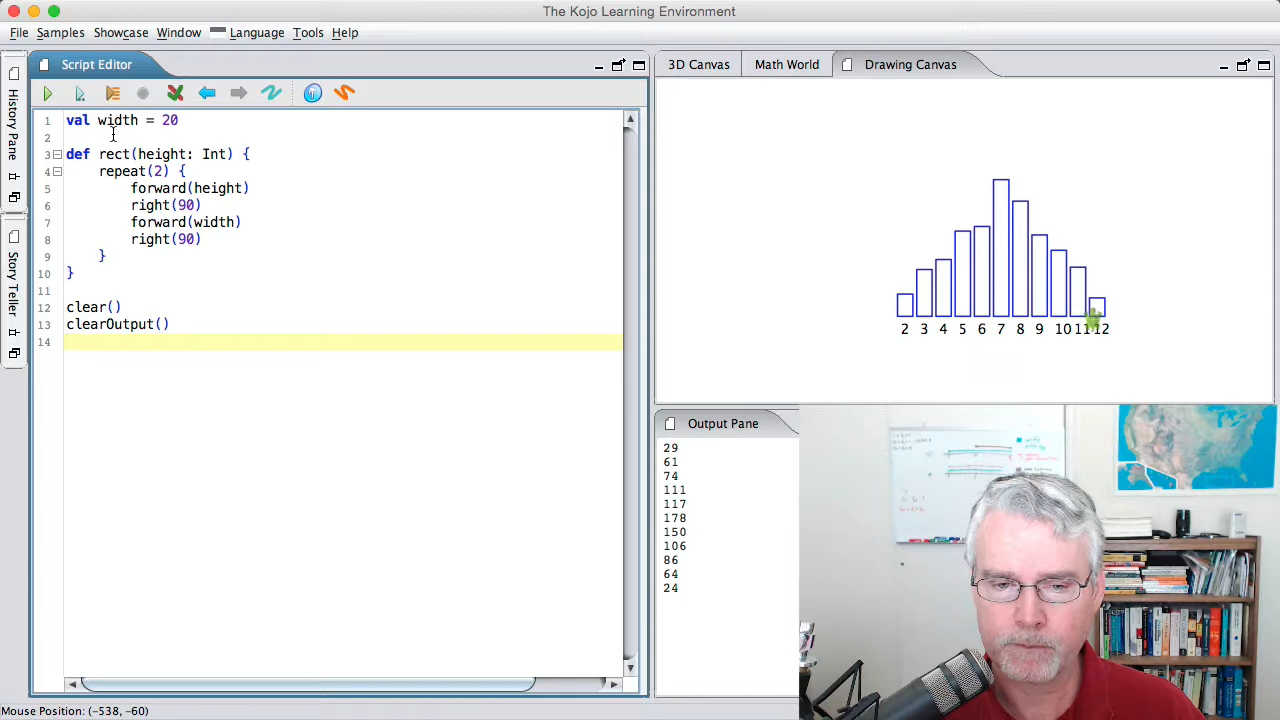 The Kojo Learning Environment
File Samples Showcase Window Language Tools Help
History Pane
Story Teller
Script Editor
1 val width = 20
2
3 def rect(height: Int) {
4 repeat(2) {
5 forward(height)
6 right(90)
7 forward(width)
8 right(90)
9 }
10 }
11
12 clear()
13 clearOutput()
14
3D Canvas Math World Drawing Canvas
2 3 4 5 6 7 8 9 10 11 12
Output Pane
29
61
74
111
117
178
150
106
86
64
24
Mouse Position: (-538, -60)